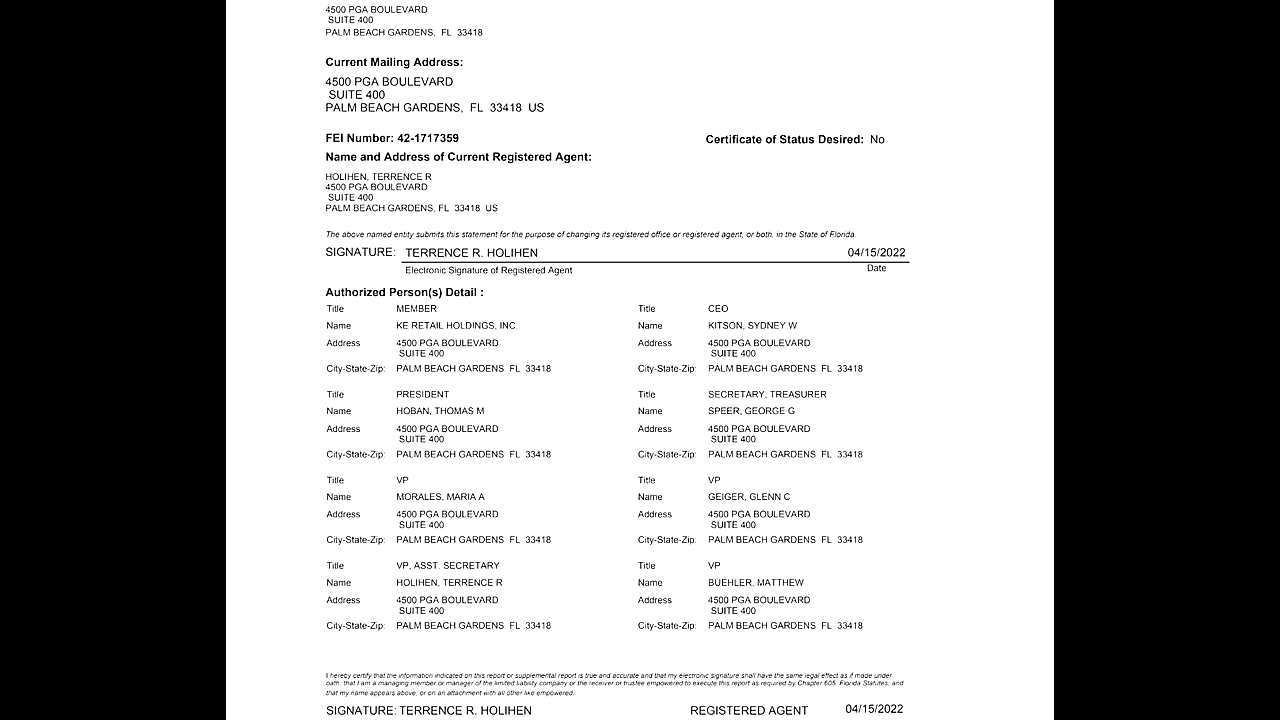 4500 PGA BOULEVARD
SUITE 400
PALM BEACH GARDENS, FL 33418
Current Mailing Address:
4500 PGA BOULEVARD
SUITE 400
PALM BEACH GARDENS, FL 33418 US
FEI Number: 42-1717359 Certificate of Status Desired: No
Name and Address of Current Registered Agent:
HOLIHEN, TERRENCE R
4500 PGA BOULEVARD
SUITE 400
PALM BEACH GARDENS, FL 33418 US
The above named entity submits this statement for the purpose of changing its registered office or registered agent, or both, in the State of Florida.
SIGNATURE: TERRENCE R. HOLIHEN 04/15/2022
Electronic Signature of Registered Agent Date
Authorized Person(s) Detail :
Title MEMBER Title CEO
Name KE RETAIL HOLDINGS, INC. Name KITSON, SYDNEY W
Address 4500 PGA BOULEVARD Address 4500 PGA BOULEVARD
SUITE 400 SUITE 400
City-State-Zip: PALM BEACH GARDENS FL 33418 City-State-Zip: PALM BEACH GARDENS FL 33418
Title PRESIDENT Title SECRETARY, TREASURER
Name HOBAN, THOMAS M Name SPEER, GEORGE G
Address 4500 PGA BOULEVARD Address 4500 PGA BOULEVARD
SUITE 400 SUITE 400
City-State-Zip: PALM BEACH GARDENS FL 33418 City-State-Zip: PALM BEACH GARDENS FL 33418
Title VP Title VP
Name MORALES, MARIA A Name GEIGER, GLENN C
Address 4500 PGA BOULEVARD Address 4500 PGA BOULEVARD
SUITE 400 SUITE 400
City-State-Zip: PALM BEACH GARDENS FL 33418 City-State-Zip: PALM BEACH GARDENS FL 33418
Title VP, ASST. SECRETARY Title VP
Name HOLIHEN, TERRENCE R Name BUEHLER, MATTHEW
Address 4500 PGA BOULEVARD Address 4500 PGA BOULEVARD
SUITE 400 SUITE 400
City-State-Zip: PALM BEACH GARDENS FL 33418 City-State-Zip: PALM BEACH GARDENS FL 33418
I hereby certify that the information indicated on this report or supplemental report is true and accurate and that my electronic signature shall have the same legal effect as if made under
oath; that I am a managing member or manager of the limited liability company or the receiver or trustee empowered to execute this report as required by Chapter 605, Florida Statutes; and
that my name appears above, or on an attachment with all other like empowered.
SIGNATURE: TERRENCE R. HOLIHEN REGISTERED AGENT 04/15/2022